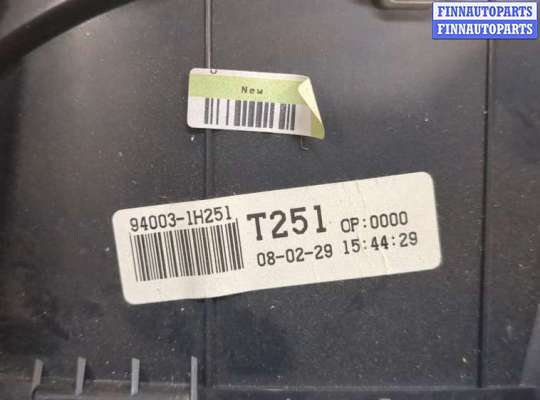 FINNAUTOPARTS
FINNAUTOPARTS
New
94003-1H251
T251 OP:0000
08-02-29 15:44:29